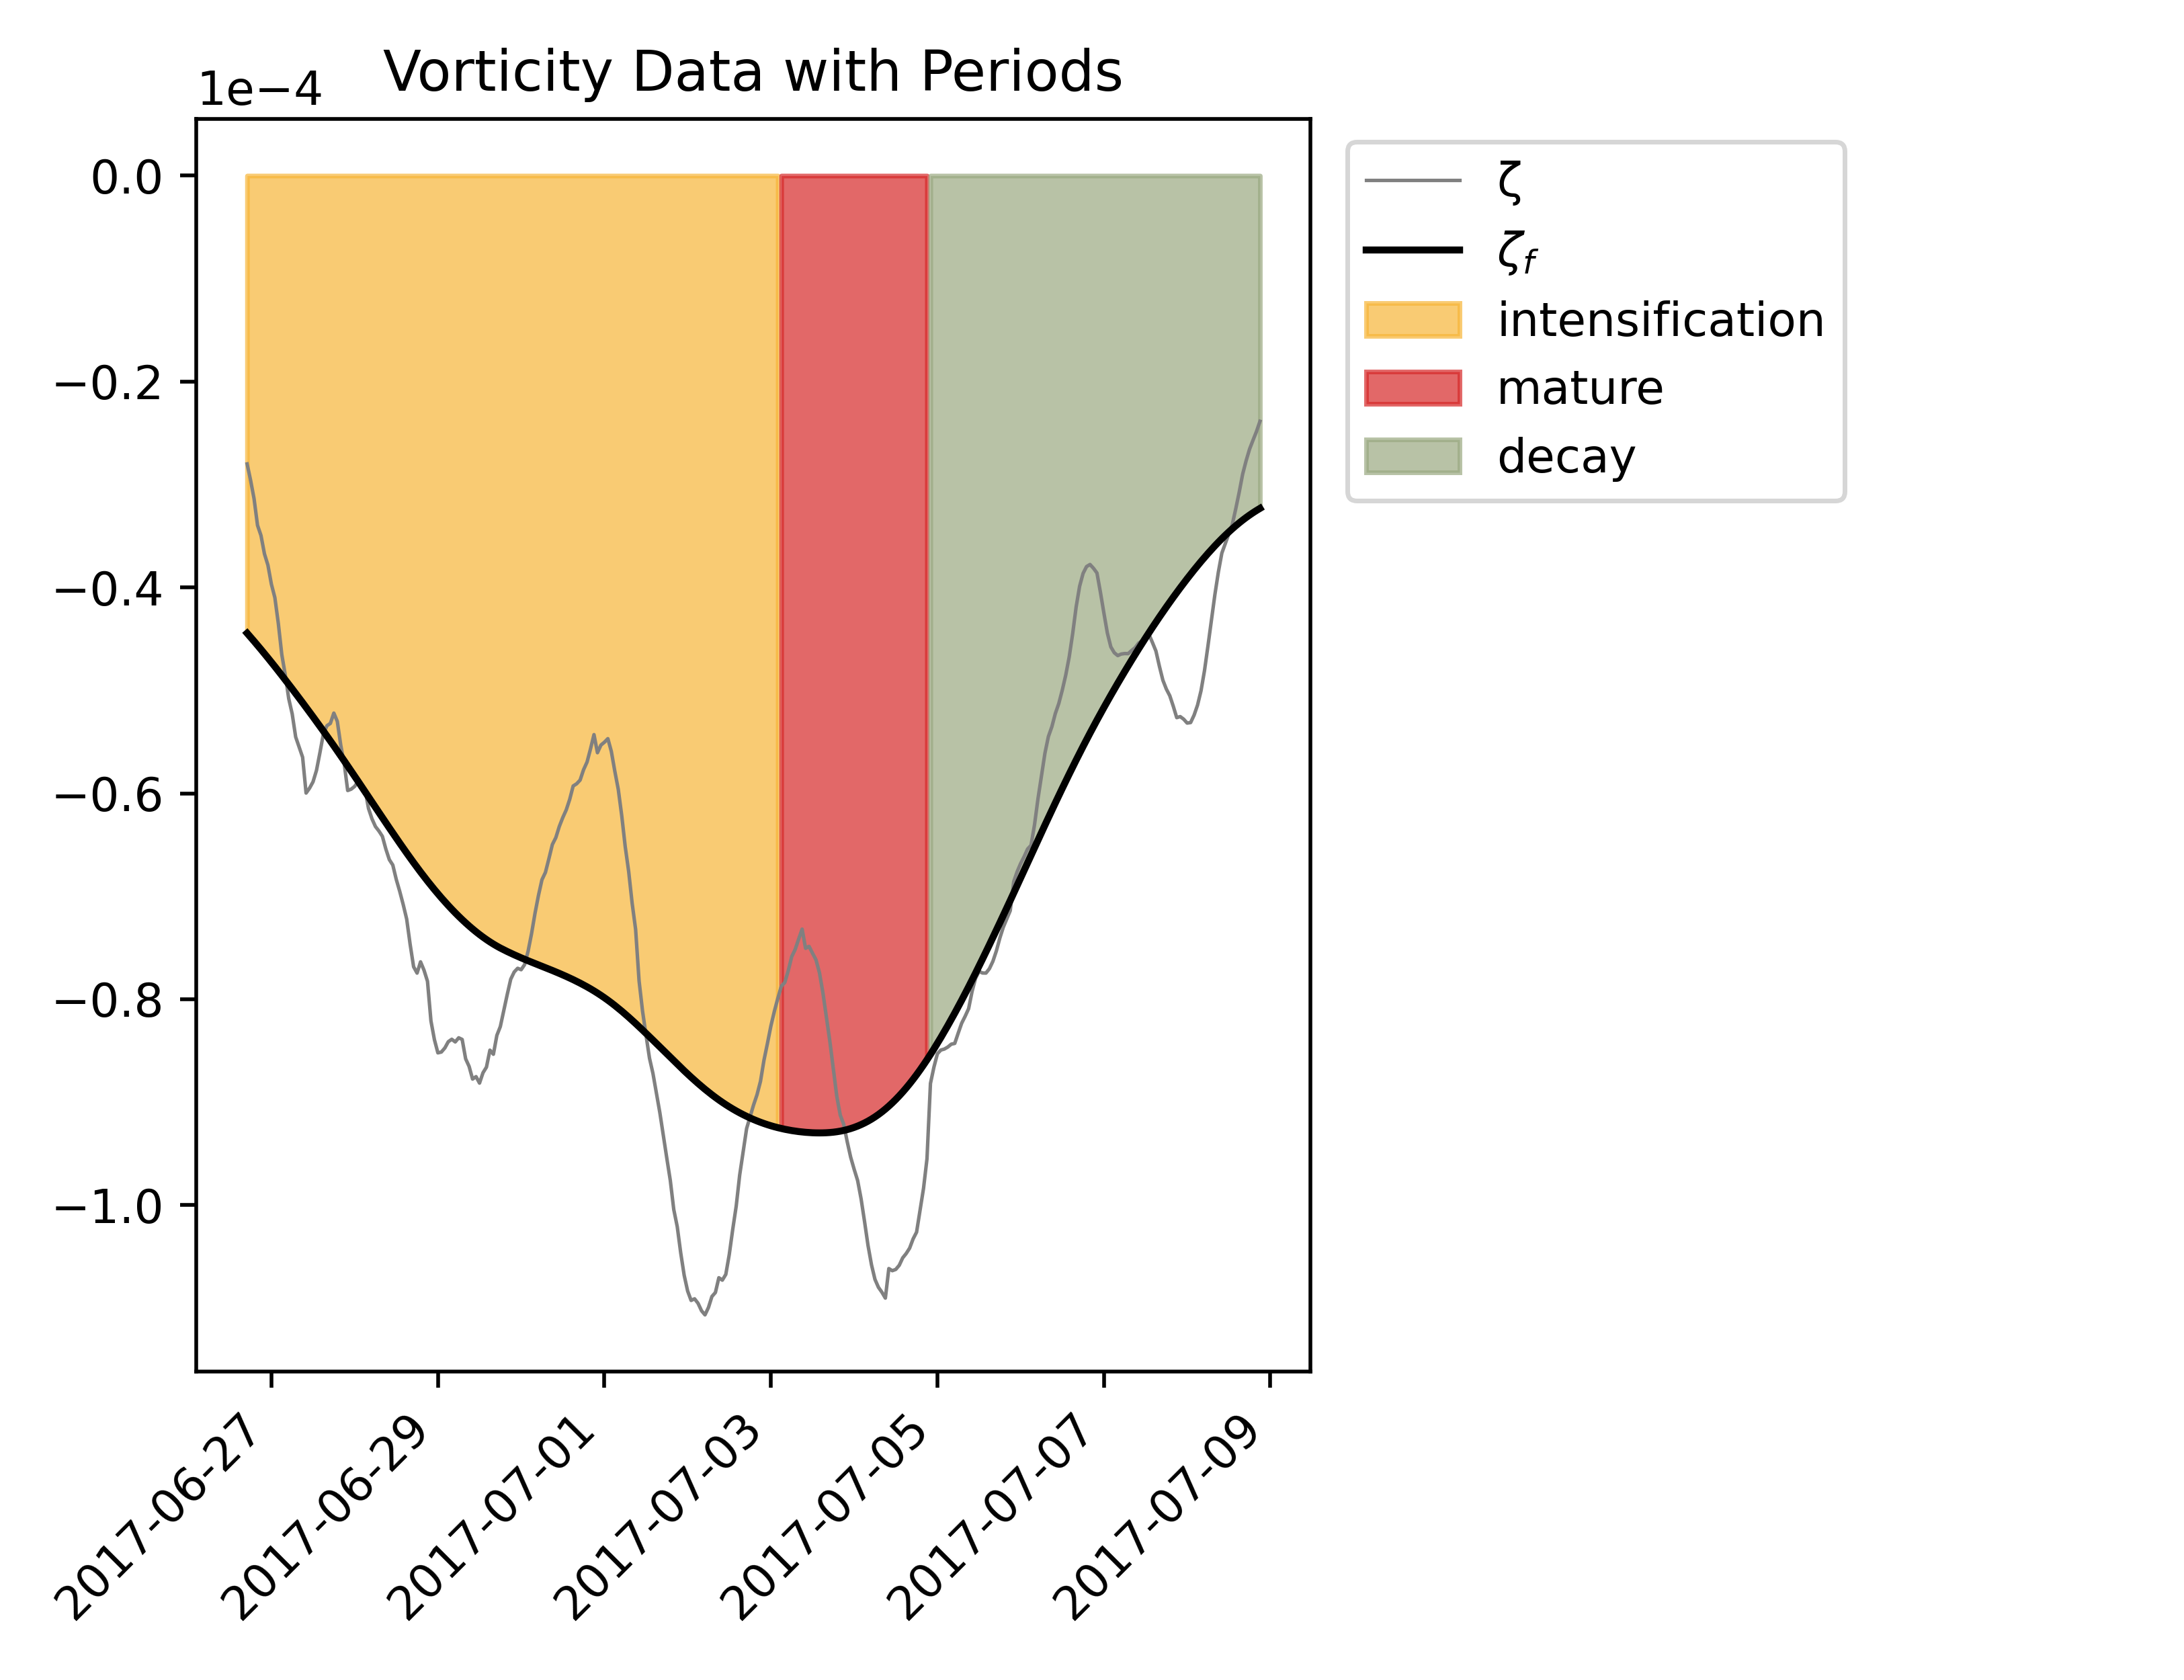 Vorticity Data with Periods
1e−4
0.0
−0.2
−0.4
−0.6
−0.8
−1.0
2017-06-27
2017-06-29
2017-07-01
2017-07-03
2017-07-05
2017-07-07
2017-07-09
ζ
ζf
intensification
mature
decay